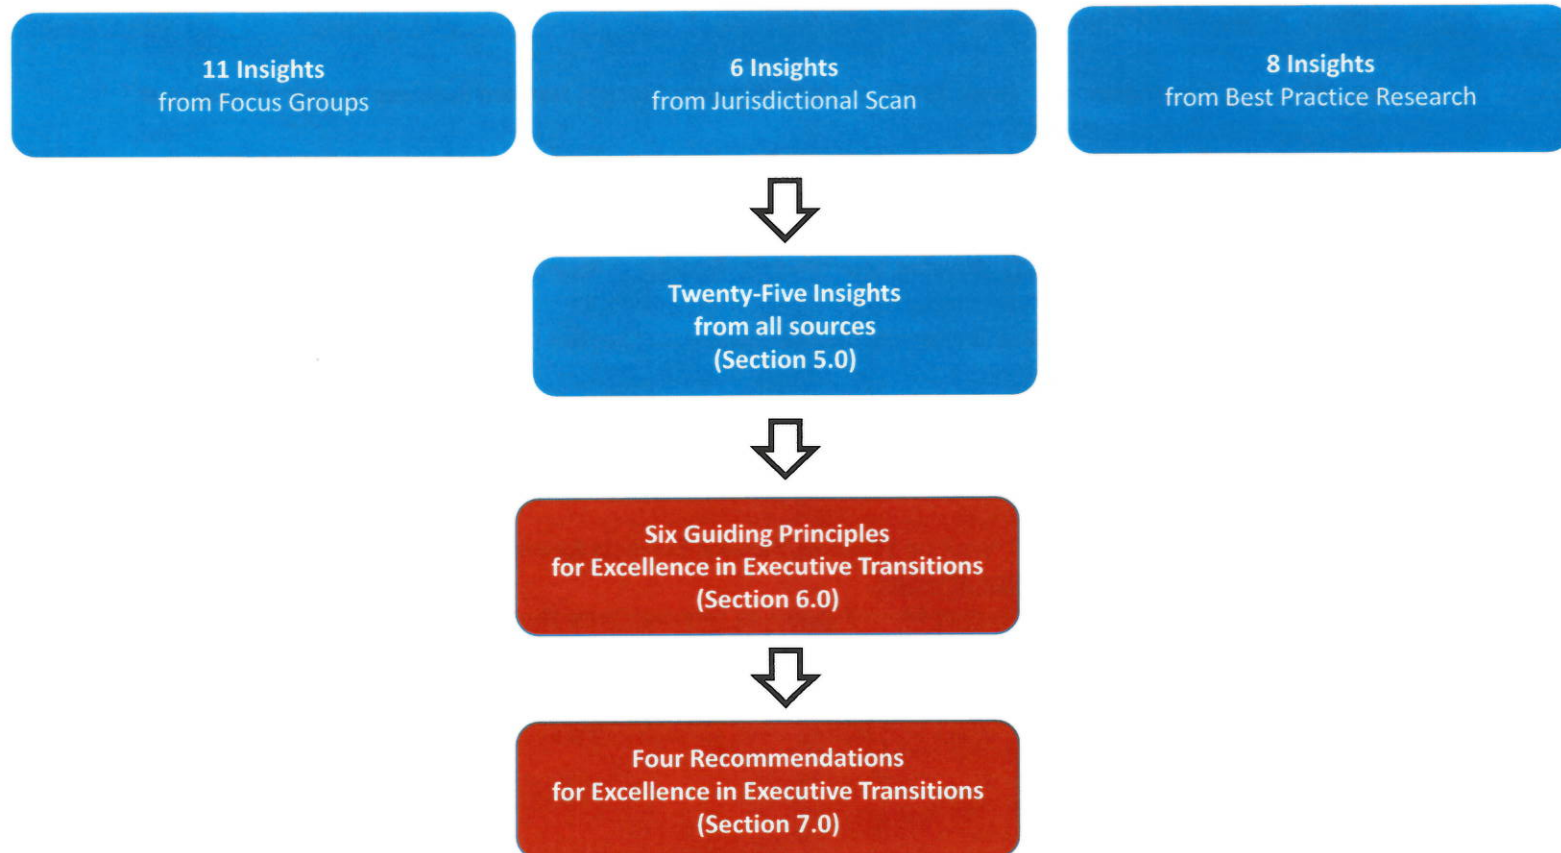 11 Insights
from Focus Groups
6 Insights
from Jurisdictional Scan
8 Insights
from Best Practice Research
Twenty-Five Insights
from all sources
(Section 5.0)
Six Guiding Principles
for Excellence in Executive Transitions
(Section 6.0)
Four Recommendations
for Excellence in Executive Transitions
(Section 7.0)